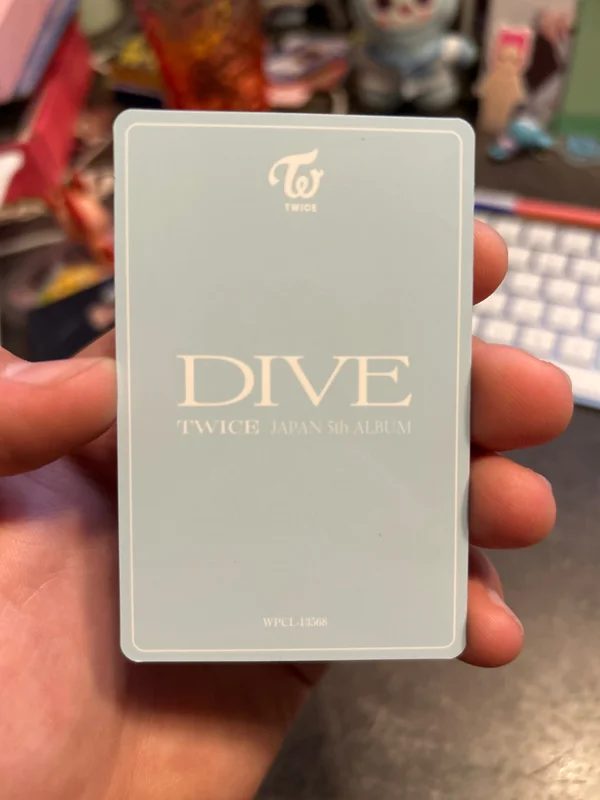 TWICE
DIVE
TWICE JAPAN 5th ALBUM
WPCL-13568